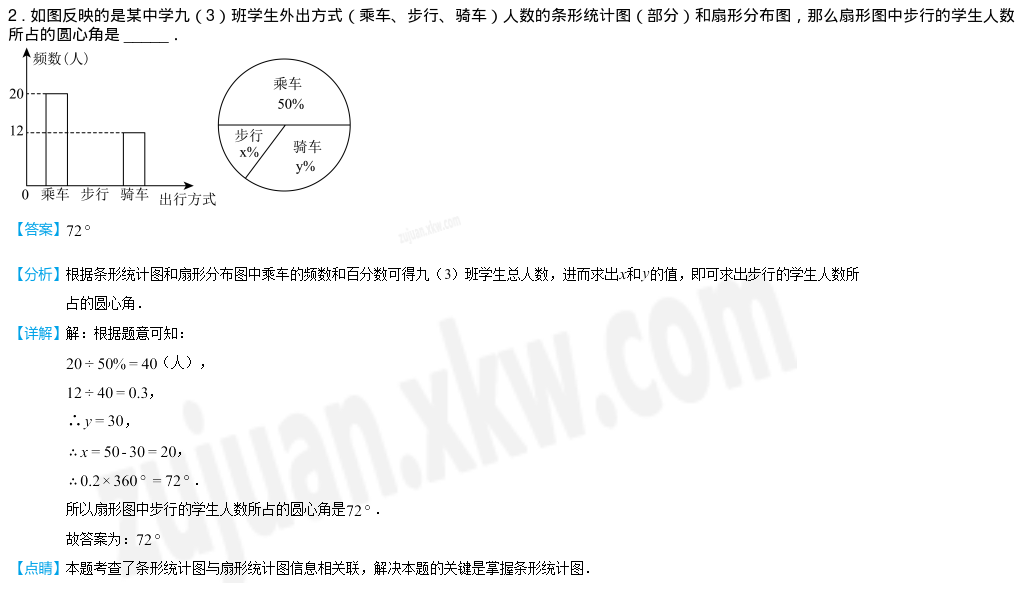 2．如图反映的是某中学九（3）班学生外出方式（乘车、步行、骑车）人数的条形统计图（部分）和扇形分布图，那么扇形图中步行的学生人数
所占的圆心角是 ______．
频数(人)
20
12
0
乘车
步行
骑车
出行方式
乘车
50%
步行
x%
骑车
y%
【答案】72°
【分析】根据条形统计图和扇形分布图中乘车的频数和百分数可得九（3）班学生总人数，进而求出x和y的值，即可求出步行的学生人数所
占的圆心角．
【详解】解：根据题意可知：
20÷50%=40（人），
12÷40=0.3，
∴y=30，
∴x=50-30=20，
∴0.2×360°=72°．
所以扇形图中步行的学生人数所占的圆心角是72°．
故答案为：72°
【点睛】本题考查了条形统计图与扇形统计图信息相关联，解决本题的关键是掌握条形统计图．
zujuan.xkw.com
zujuan.xkw.com